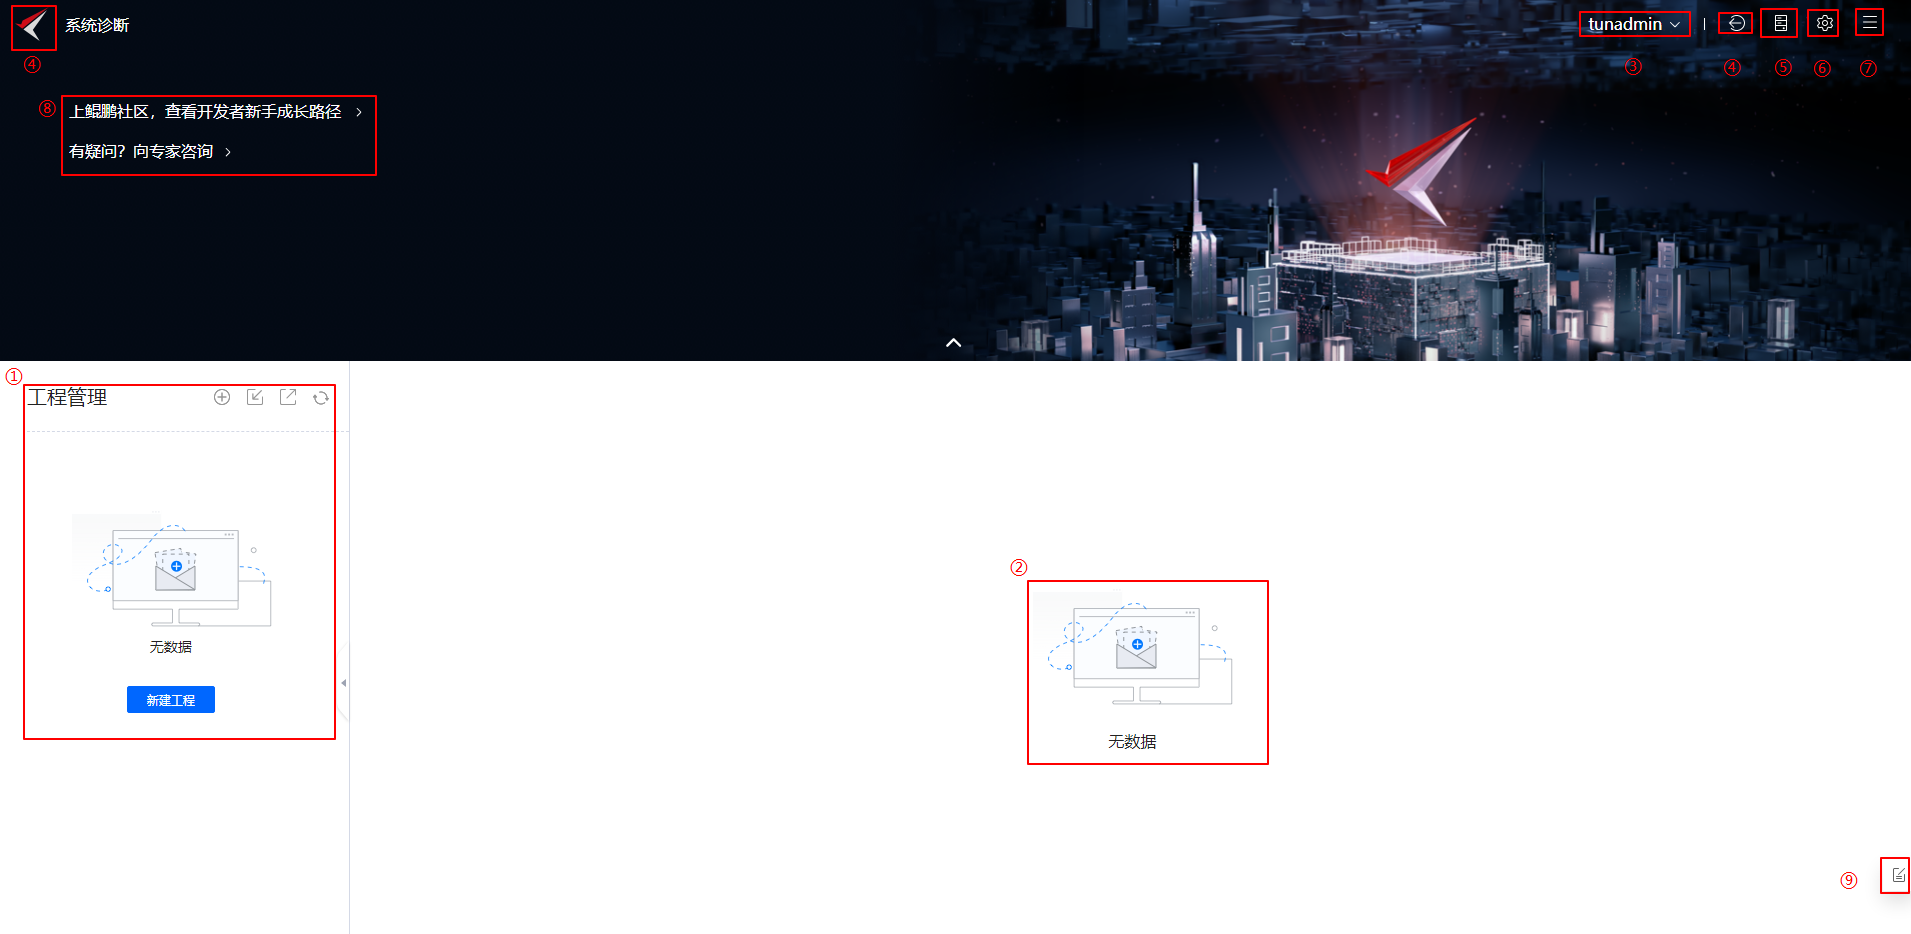 系统诊断
tunadmin
④
③
④
⑤
⑥
⑦
⑧
上鲲鹏社区，查看开发者新手成长路径
有疑问？向专家咨询
①
工程管理
无数据
新建工程
②
无数据
⑨